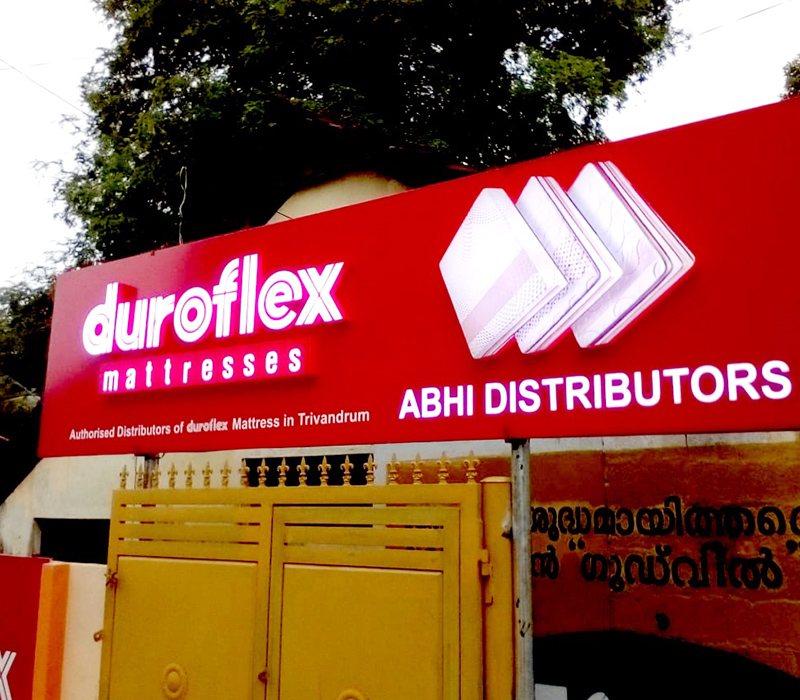 duroflex
mattresses
Authorised Distributors of duroflex Mattress in Trivandrum
ABHI DISTRIBUTORS
"ഗുഡ്‌വിൽ"